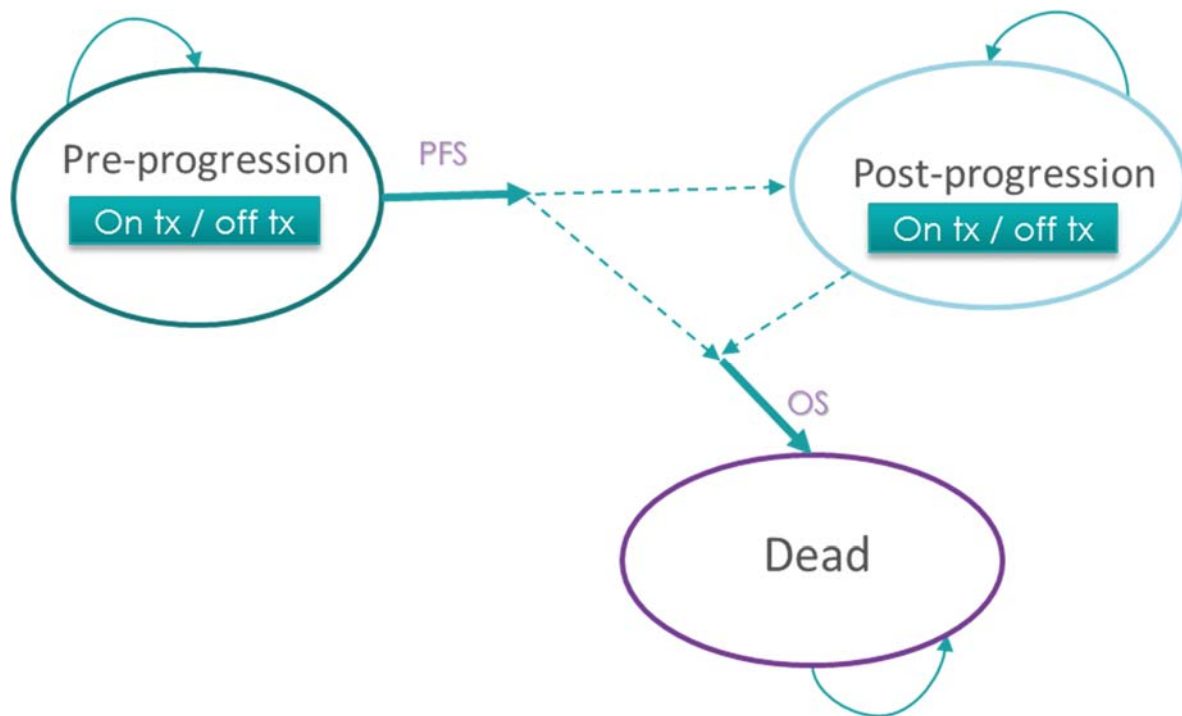 Pre-progression
On tx / off tx
PFS
Post-progression
On tx / off tx
OS
Dead